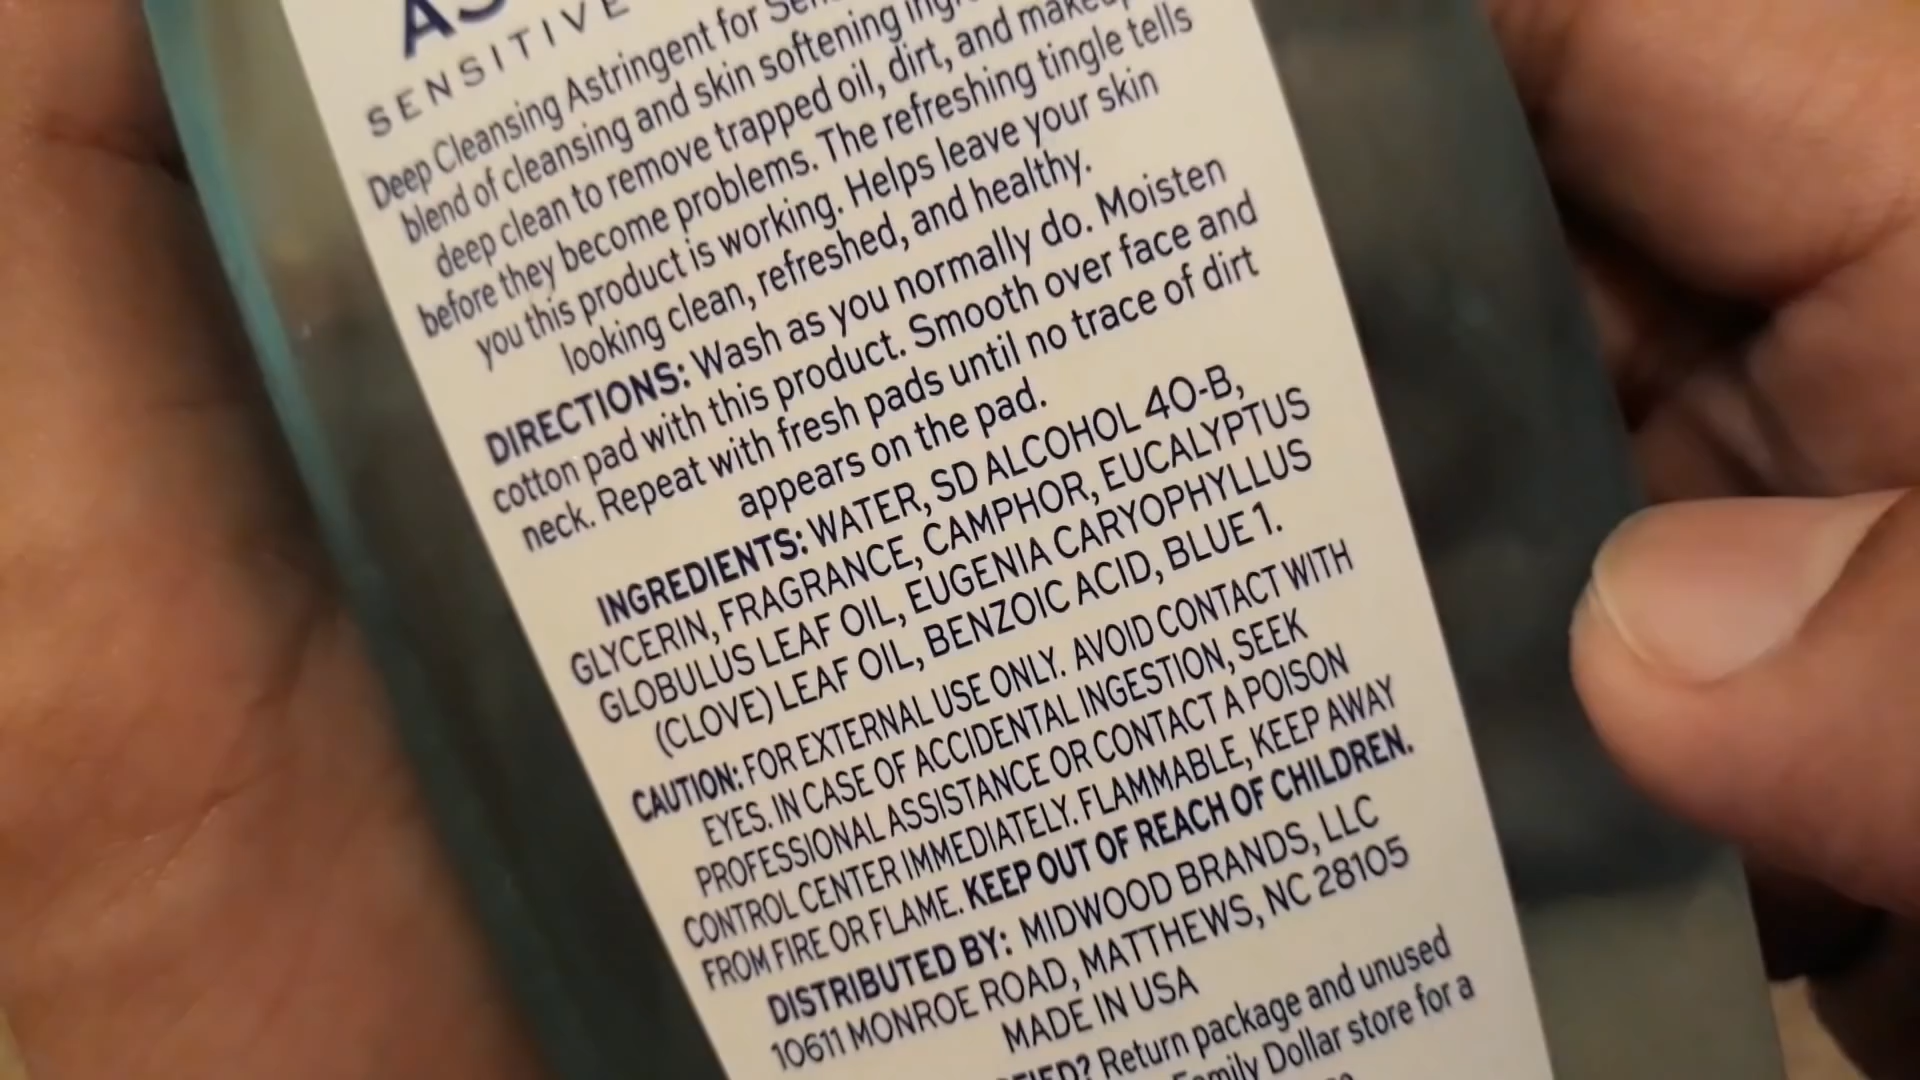 SENSITIVE
Deep Cleansing Astringent for
blend of cleansing and skin softening
deep clean to remove trapped oil, dirt, and
before they become problems. The refreshing tingle tells
you this product is working. Helps leave your skin
looking clean, refreshed, and healthy.
DIRECTIONS: Wash as you normally do. Moisten
cotton pad with this product. Smooth over face and
neck. Repeat with fresh pads until no trace of dirt
appears on the pad.
INGREDIENTS: WATER, SD ALCOHOL 40-B,
GLYCERIN, FRAGRANCE, CAMPHOR, EUCALYPTUS
GLOBULUS LEAF OIL, EUGENIA CARYOPHYLLUS
(CLOVE) LEAF OIL, BENZOIC ACID, BLUE 1.
CAUTION: FOR EXTERNAL USE ONLY. AVOID CONTACT WITH
EYES. IN CASE OF ACCIDENTAL INGESTION, SEEK
PROFESSIONAL ASSISTANCE OR CONTACT A POISON
CONTROL CENTER IMMEDIATELY. FLAMMABLE, KEEP AWAY
FROM FIRE OR FLAME. KEEP OUT OF REACH OF CHILDREN.
DISTRIBUTED BY: MIDWOOD BRANDS, LLC
10611 MONROE ROAD, MATTHEWS, NC 28105
MADE IN USA
Return package and unused
Family Dollar store for a